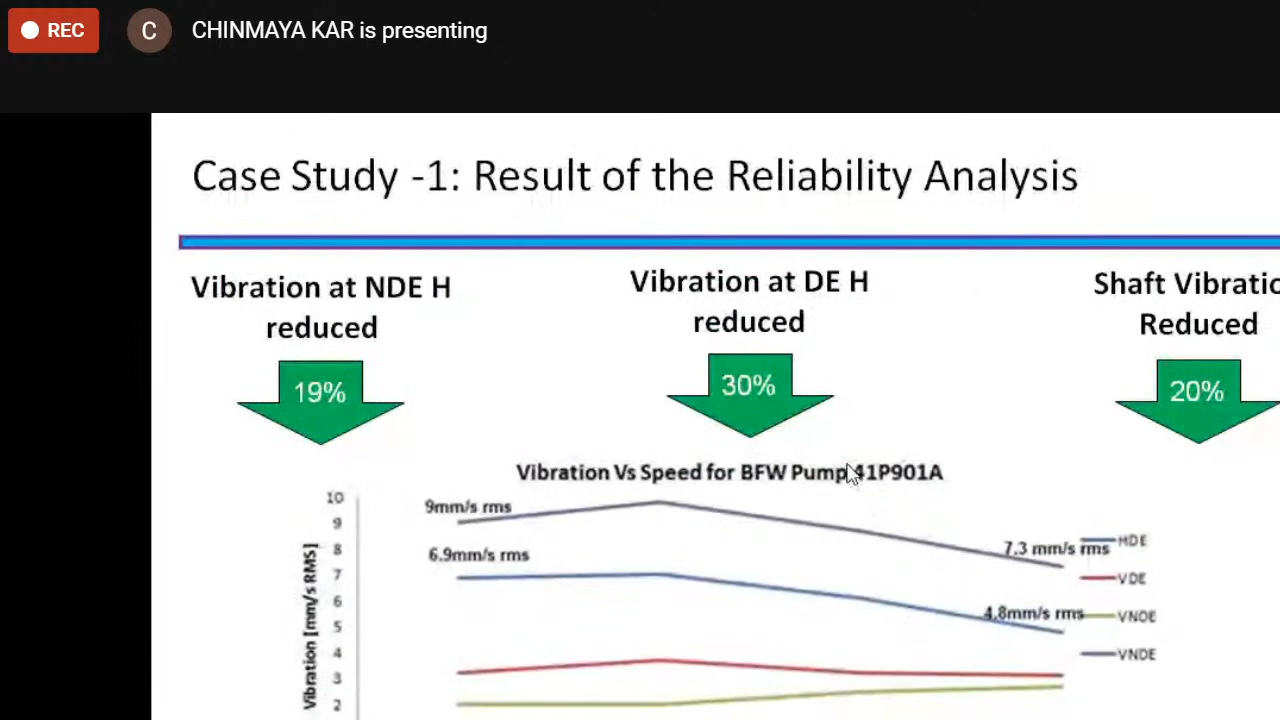 REC
C
CHINMAYA KAR is presenting
Case Study -1: Result of the Reliability Analysis
Vibration at NDE H
reduced
19%
Vibration at DE H
reduced
30%
Shaft Vibratio
Reduced
20%
Vibration Vs Speed for BFW Pump 41P901A
Vibration [mm/s RMS]
10
9
8
7
6
5
4
3
2
9mm/s rms
6.9mm/s rms
7.3 mm/s rms
4.8mm/s rms
HDE
VDE
VNDE
VNDE